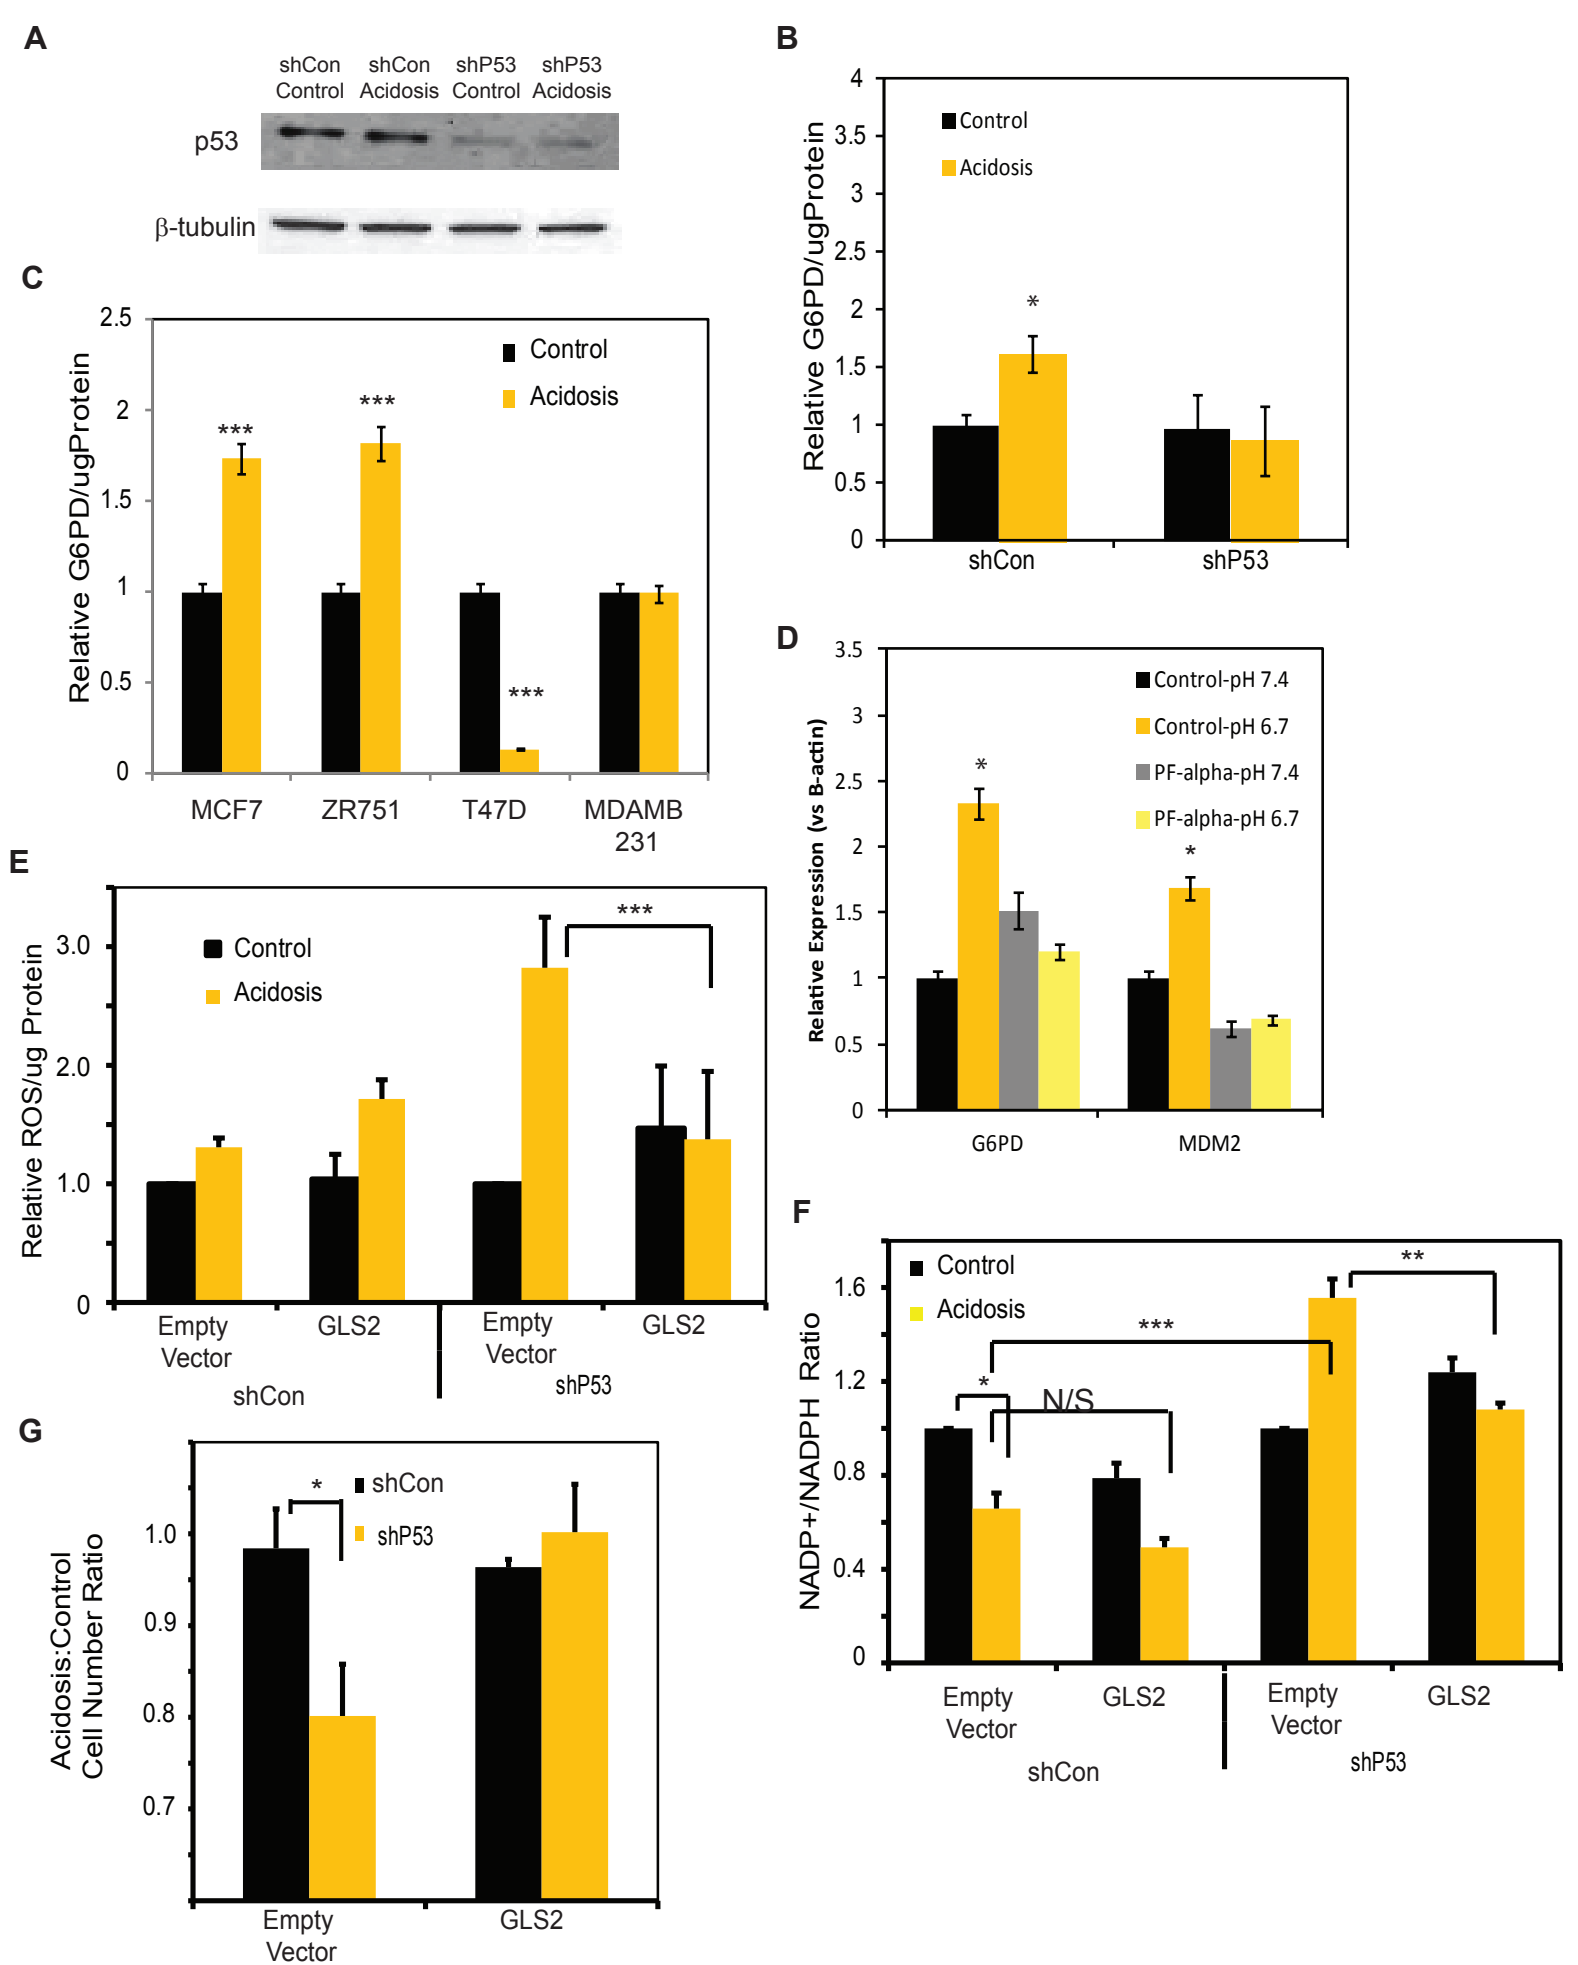 A
shCon shCon shP53 shP53
Control Acidosis Control Acidosis
p53
β-tubulin
B
Relative G6PD/ugProtein
4
3.5
3
2.5
2
1.5
1
0.5
0
Control
Acidosis
*
shCon shP53
C
Relative G6PD/ugProtein
2.5
2
1.5
1
0.5
0
Control
Acidosis
***
***
***
MCF7 ZR751 T47D MDAMB
231
D
Relative Expression (vs B-actin)
3.5
3
2.5
2
1.5
1
0.5
0
Control-pH 7.4
Control-pH 6.7
PF-alpha-pH 7.4
PF-alpha-pH 6.7
*
*
G6PD MDM2
E
Relative ROS/ug Protein
3.0
2.0
1.0
0
Control
Acidosis
***
Empty GLS2 Empty GLS2
Vector Vector
shCon shP53
F
NADP+/NADPH Ratio
1.6
1.2
0.8
0.4
0
Control
Acidosis
**
***
*
N/S
Empty GLS2 Empty GLS2
Vector Vector
shCon shP53
G
Acidosis:Control
Cell Number Ratio
1.0
0.9
0.8
0.7
*
shCon
shP53
Empty GLS2
Vector